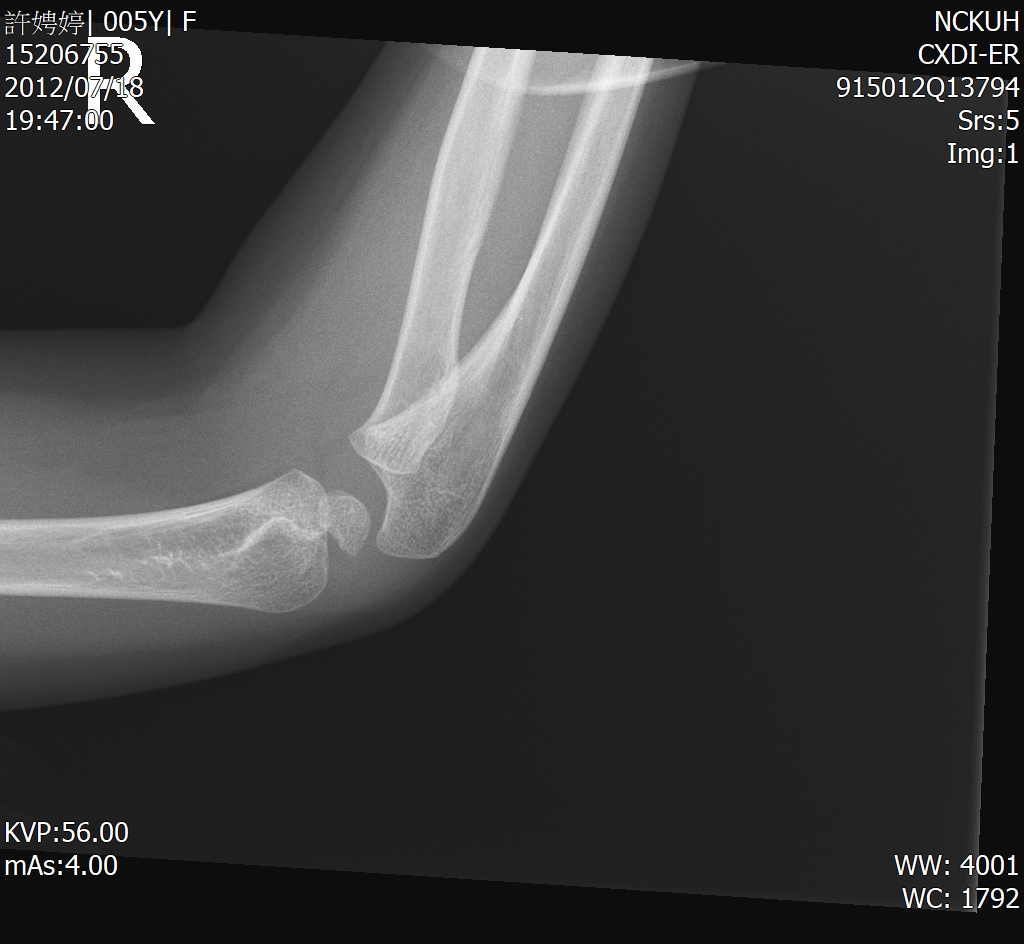 許娉婷| 005Y| F
15206755
2012/07/18
19:47:00
R
NCKUH
CXDI-ER
915012Q13794
Srs:5
Img:1
KVP:56.00
mAs:4.00
WW: 4001
WC: 1792